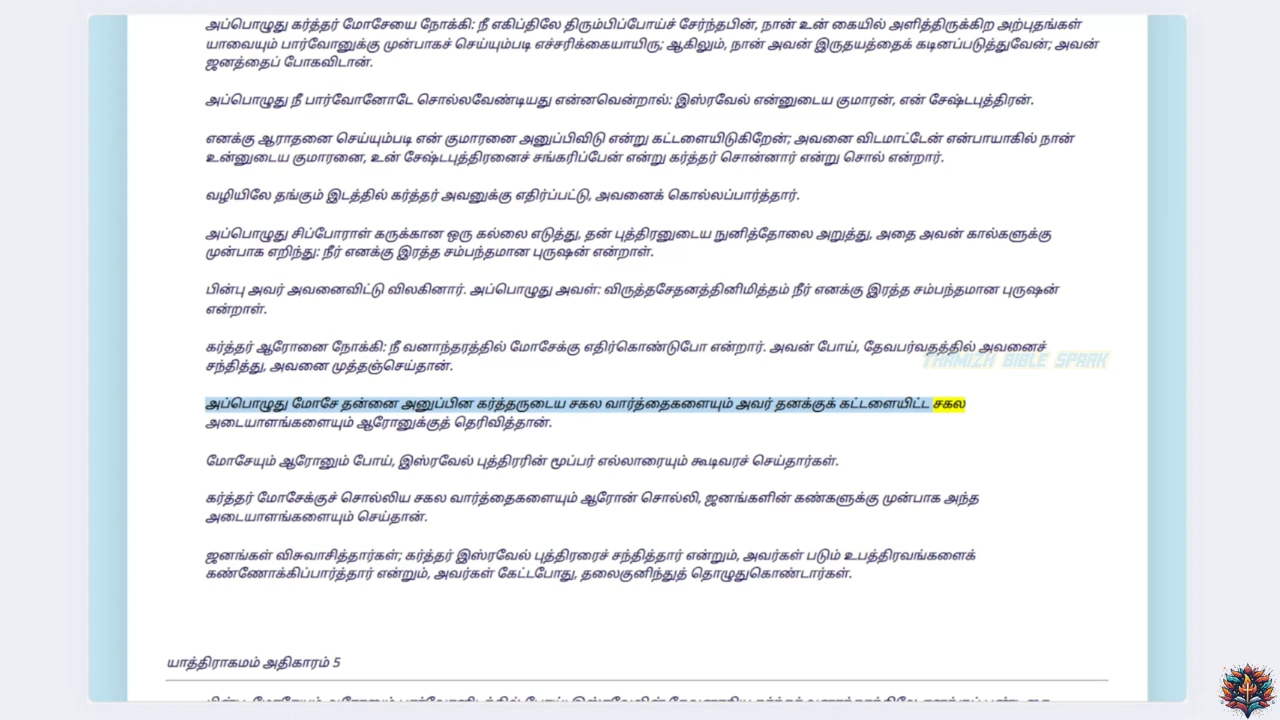 அப்பொழுது கர்த்தர் மோசேயை நோக்கி: நீ எகிப்திலே திரும்பிப்போய்ச் சேர்ந்தபின், நான் உன் கையில் அளித்திருக்கிற அற்புதங்கள்
யாவையும் பார்வோனுக்கு முன்பாகச் செய்யும்படி எச்சரிக்கையாயிரு; ஆகிலும், நான் அவன் இருதயத்தைக் கடினப்படுத்துவேன்; அவன்
ஜனத்தைப் போகவிடான்.
அப்பொழுது நீ பார்வோனோடே சொல்லவேண்டியது என்னவென்றால்: இஸ்ரவேல் என்னுடைய குமாரன், என் சேஷ்டபுத்திரன்.
எனக்கு ஆராதனை செய்யும்படி என் குமாரனை அனுப்பிவிடு என்று கட்டளையிடுகிறேன்; அவனை விடமாட்டேன் என்பாயாகில் நான்
உன்னுடைய குமாரனை, உன் சேஷ்டபுத்திரனைச் சங்கரிப்பேன் என்று கர்த்தர் சொன்னார் என்று சொல் என்றார்.
வழியிலே தங்கும் இடத்தில் கர்த்தர் அவனுக்கு எதிர்ப்பட்டு, அவனைக் கொல்லப்பார்த்தார்.
அப்பொழுது சிப்போராள் கருக்கான ஒரு கல்லை எடுத்து, தன் புத்திரனுடைய நுனித்தோலை அறுத்து, அதை அவன் கால்களுக்கு
முன்பாக எறிந்து: நீர் எனக்கு இரத்த சம்பந்தமான புருஷன் என்றாள்.
பின்பு அவர் அவனைவிட்டு விலகினார். அப்பொழுது அவள்: விருத்தசேதனத்தினிமித்தம் நீர் எனக்கு இரத்த சம்பந்தமான புருஷன்
என்றாள்.
கர்த்தர் ஆரோனை நோக்கி: நீ வனாந்தரத்தில் மோசேக்கு எதிர்கொண்டுபோ என்றார். அவன் போய், தேவபர்வதத்தில் அவனைச்
சந்தித்து, அவனை முத்தஞ்செய்தான்.
THAMIZH BIBLE SPARK
அப்பொழுது மோசே தன்னை அனுப்பின கர்த்தருடைய சகல வார்த்தைகளையும் அவர் தனக்குக் கட்டளையிட்ட சகல
அடையாளங்களையும் ஆரோனுக்குத் தெரிவித்தான்.
மோசேயும் ஆரோனும் போய், இஸ்ரவேல் புத்திரரின் மூப்பர் எல்லாரையும் கூடிவரச் செய்தார்கள்.
கர்த்தர் மோசேக்குச் சொல்லிய சகல வார்த்தைகளையும் ஆரோன் சொல்லி, ஜனங்களின் கண்களுக்கு முன்பாக அந்த
அடையாளங்களையும் செய்தான்.
ஜனங்கள் விசுவாசித்தார்கள்; கர்த்தர் இஸ்ரவேல் புத்திரரைச் சந்தித்தார் என்றும், அவர்கள் படும் உபத்திரவங்களைக்
கண்ணோக்கிப்பார்த்தார் என்றும், அவர்கள் கேட்டபோது, தலைகுனிந்துத் தொழுதுகொண்டார்கள்.
யாத்திராகமம் அதிகாரம் 5